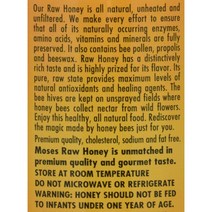 Our Raw Honey is all natural, unheated and
unfiltered. We make every effort to ensure that
all of its naturally occurring enzymes,
amino acids, vitamins and minerals are fully
preserved. It also contains bee pollen, propolis
and beeswax. Raw Honey has a distinctively
rich taste and is highly prized for its flavor. Its
pure, raw state provides maximum levels of
natural antioxidants and healing agents. The
bee hives are kept on unsprayed fields where
honey bees collect nectar from wild flowers.
Enjoy this healthy, all natural food. Rediscover
the magic made by honey bees just for you.
Premium quality, cholesterol, sodium and fat free.
Moses Raw Honey is unmatched in
premium quality and gourmet taste.
STORE AT ROOM TEMPERATURE
DO NOT MICROWAVE OR REFRIGERATE
WARNING: HONEY SHOULD NOT BE FED
TO INFANTS UNDER ONE YEAR OF AGE.